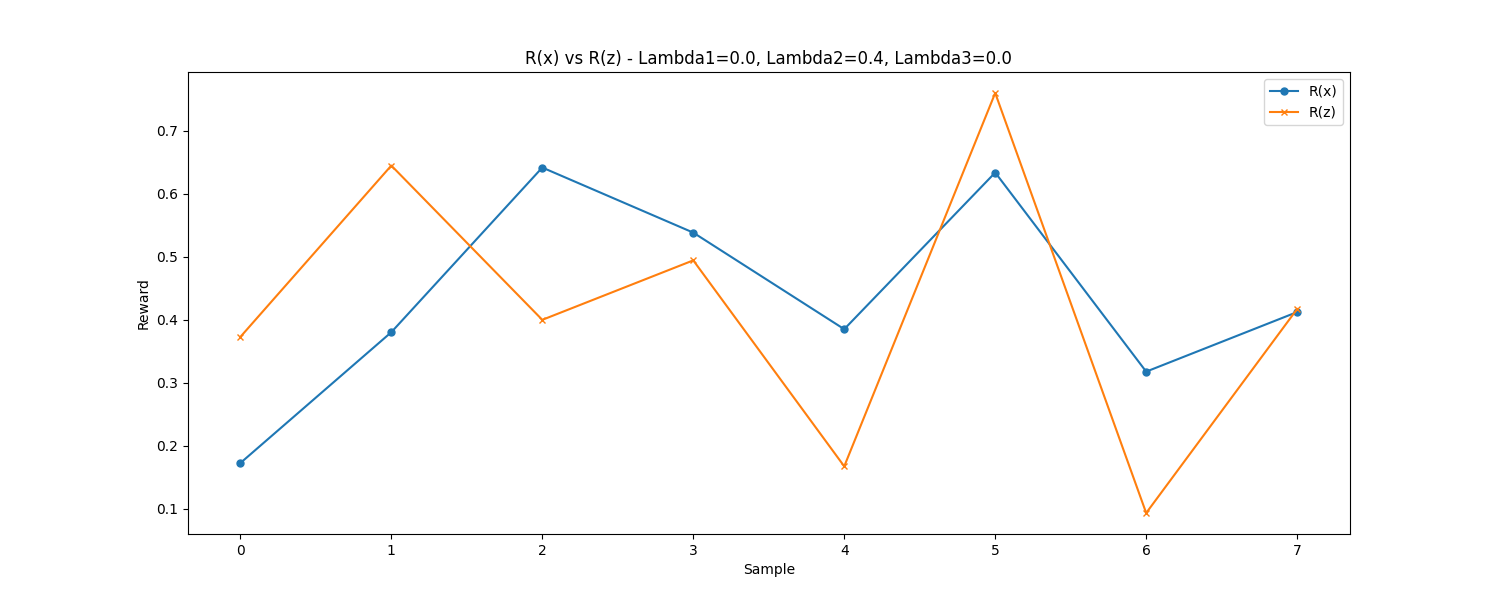 R(x) vs R(z) - Lambda1=0.0, Lambda2=0.4, Lambda3=0.0
R(x)
R(z)
Reward
0.7
0.6
0.5
0.4
0.3
0.2
0.1
0 1 2 3 4 5 6 7
Sample